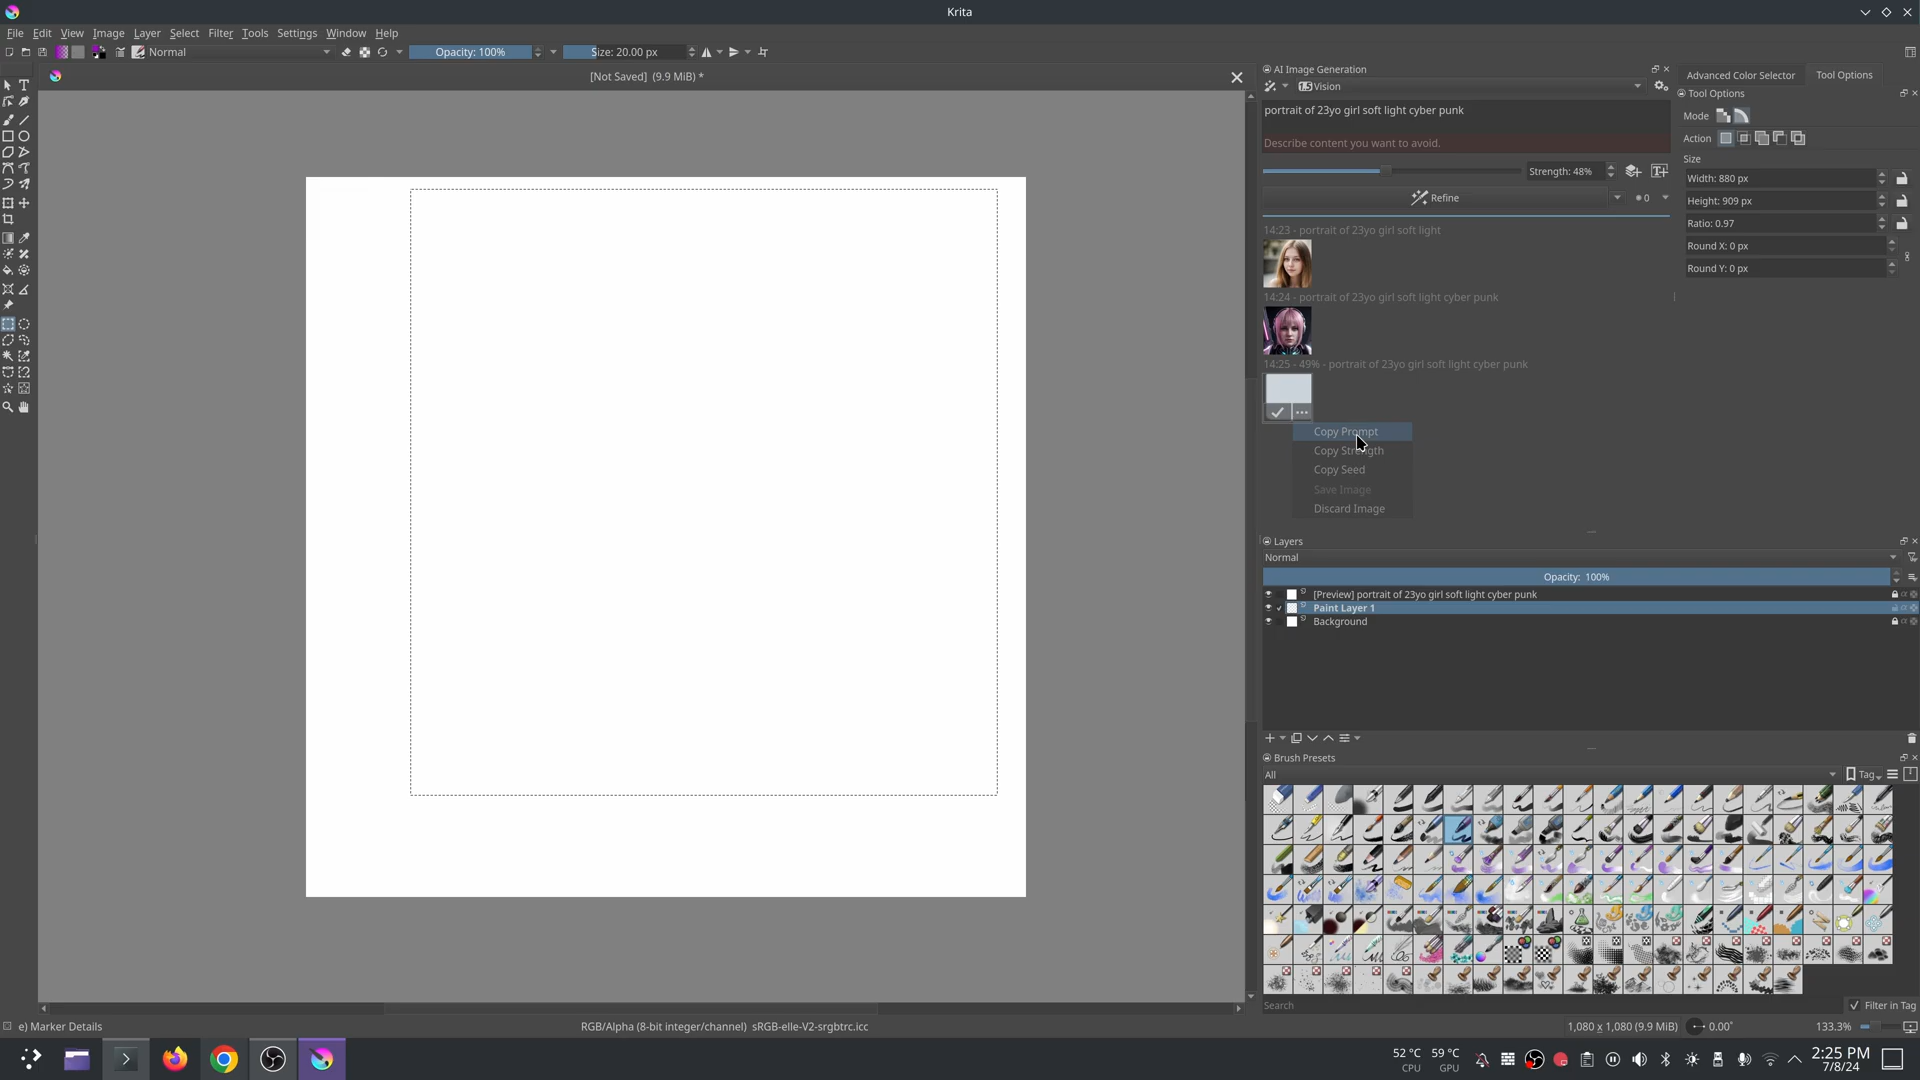 Krita
File Edit View Image Layer Select Filter Tools Settings Window Help
Normal
Opacity: 100%
Size: 20.00 px
[Not Saved] (9.9 MiB) *
AI Image Generation
1.5 Vision
portrait of 23yo girl soft light cyber punk
Describe content you want to avoid.
Strength: 48%
Refine
0
14:23 - portrait of 23yo girl soft light
14:24 - portrait of 23yo girl soft light cyber punk
14:25 - 49% - portrait of 23yo girl soft light cyber punk
Copy Prompt
Copy Strength
Copy Seed
Save Image
Discard Image
Advanced Color Selector Tool Options
Tool Options
Mode
Action
Size
Width: 880 px
Height: 909 px
Ratio: 0.97
Round X: 0 px
Round Y: 0 px
Layers
Normal
Opacity: 100%
[Preview] portrait of 23yo girl soft light cyber punk
Paint Layer 1
Background
Brush Presets
All
Tag
Search
Filter in Tag
e) Marker Details
RGB/Alpha (8-bit integer/channel) sRGB-elle-V2-srgbtrc.icc
1,080 x 1,080 (9.9 MiB)
0.00°
133.3%
52 °C
CPU
59 °C
GPU
2:25 PM
7/8/24